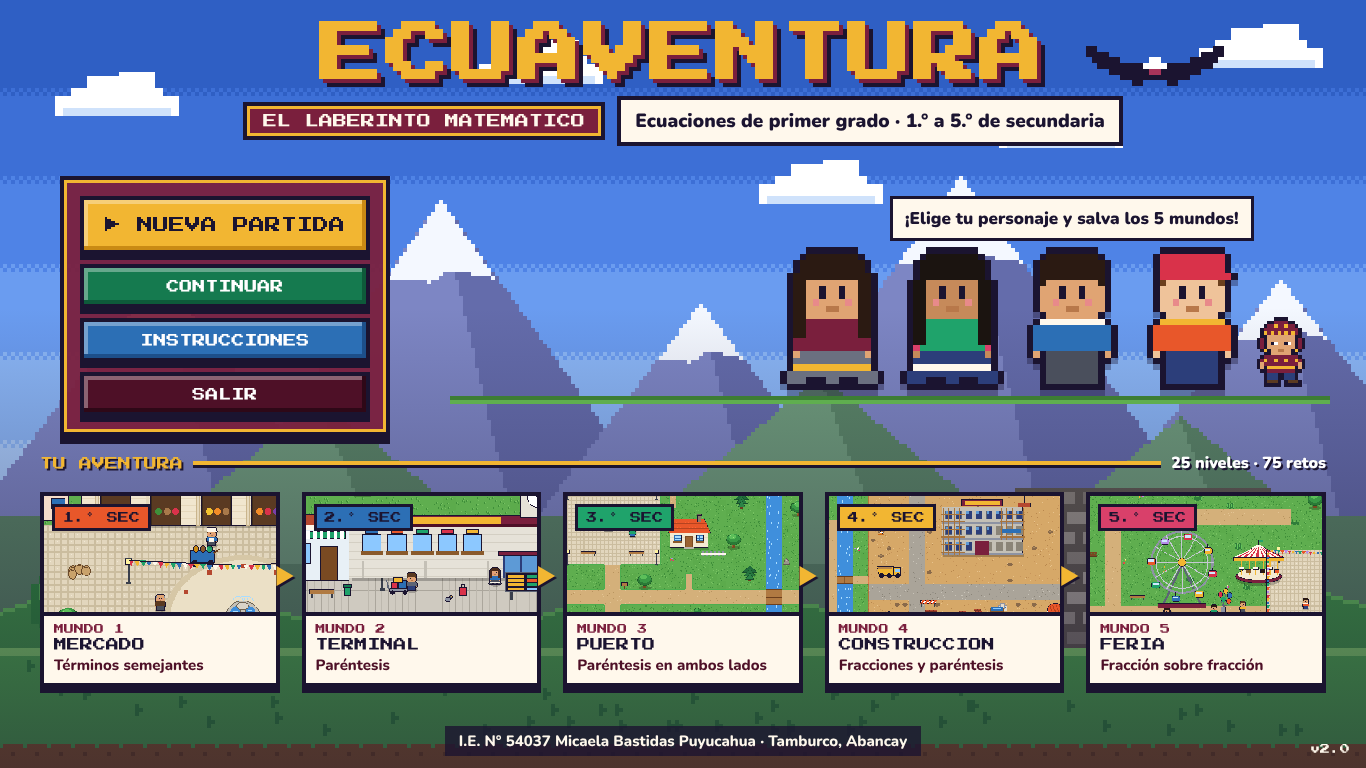 ECUAVENTURA
EL LABERINTO MATEMATICO
Ecuaciones de primer grado · 1.° a 5.° de secundaria
► NUEVA PARTIDA
CONTINUAR
INSTRUCCIONES
SALIR
¡Elige tu personaje y salva los 5 mundos!
TU AVENTURA
25 niveles · 75 retos
1.° SEC
MUNDO 1
MERCADO
Términos semejantes
2.° SEC
MUNDO 2
TERMINAL
Paréntesis
3.° SEC
MUNDO 3
PUERTO
Paréntesis en ambos lados
4.° SEC
MUNDO 4
CONSTRUCCION
Fracciones y paréntesis
5.° SEC
MUNDO 5
FERIA
Fracción sobre fracción
I.E. N° 54037 Micaela Bastidas Puyucahua · Tamburco, Abancay
v2.0